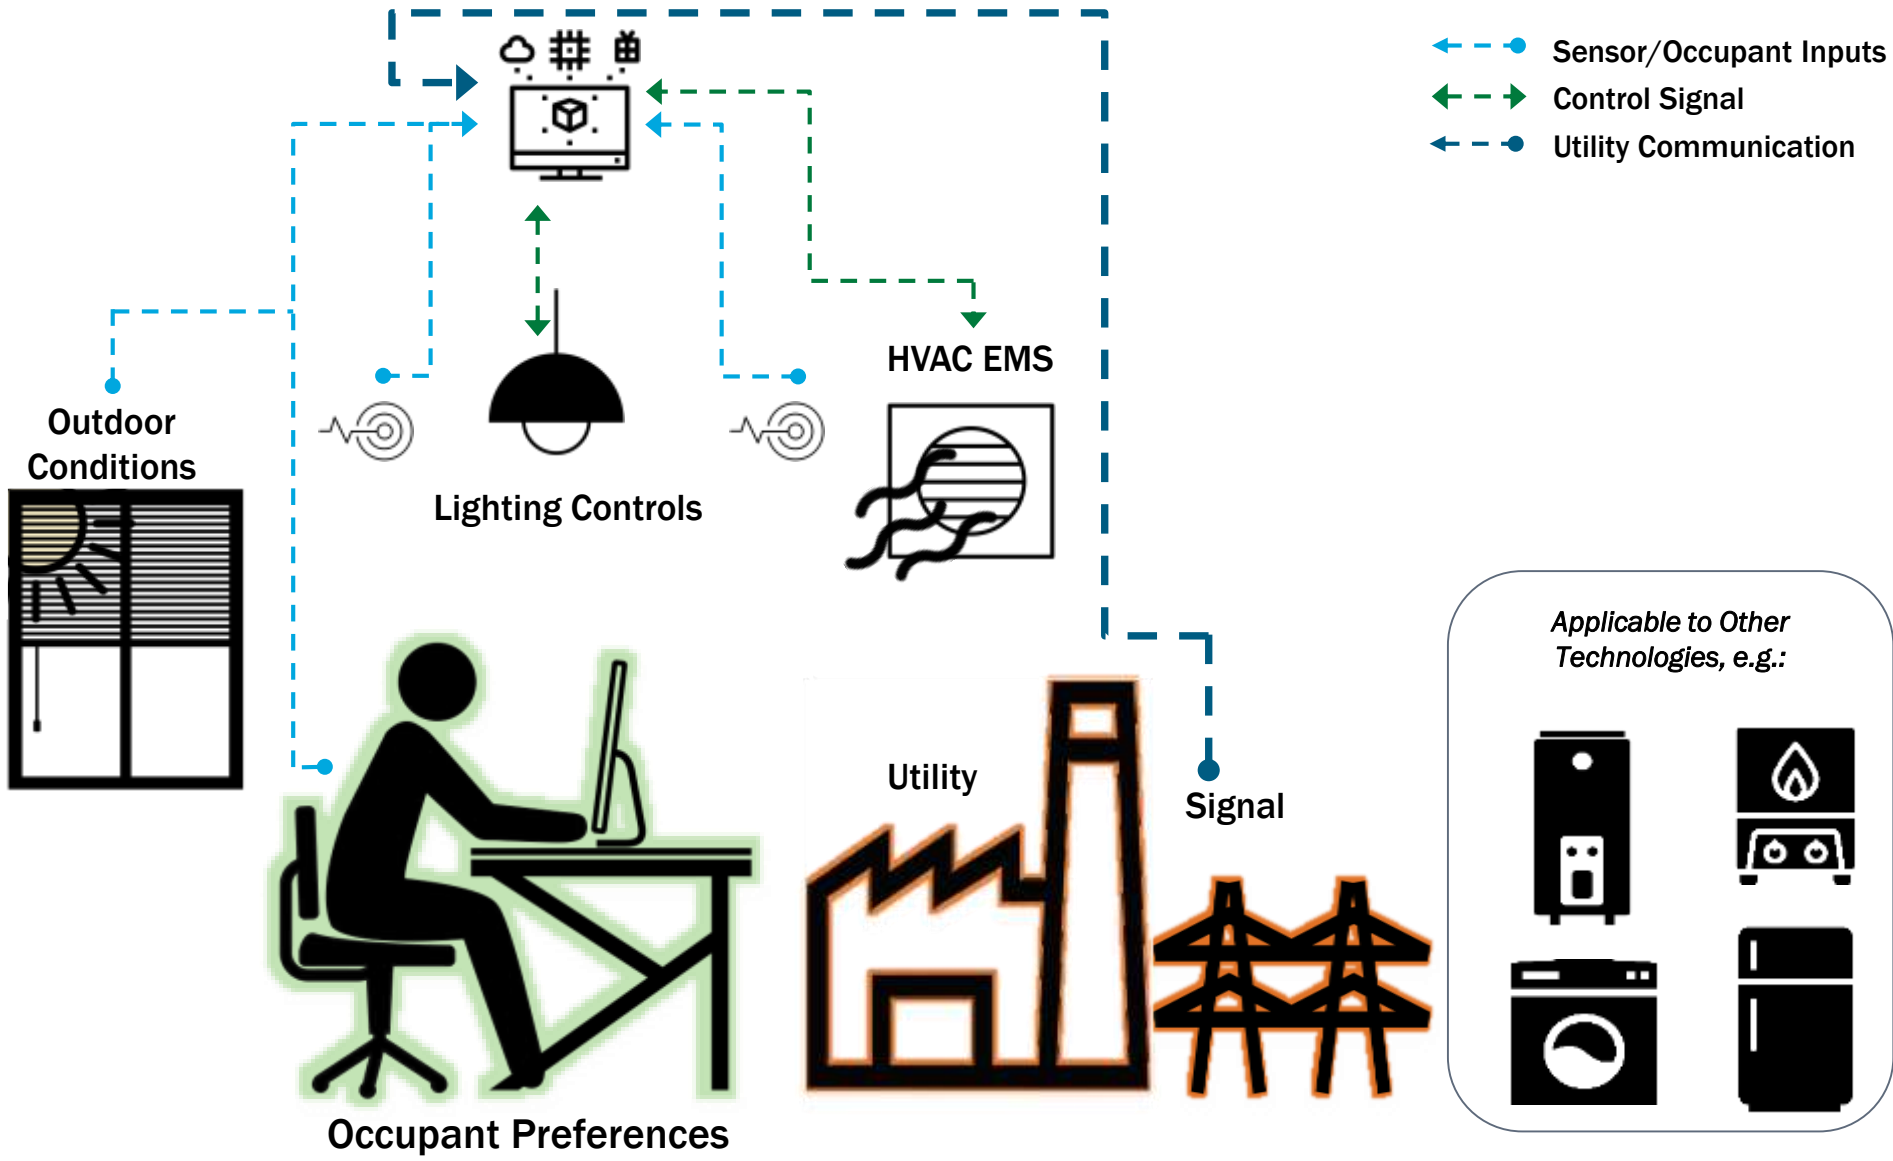 Sensor/Occupant Inputs
Control Signal
Utility Communication
HVAC EMS
Outdoor
Conditions
Lighting Controls
Applicable to Other
Technologies, e.g.:
Utility
Signal
Occupant Preferences